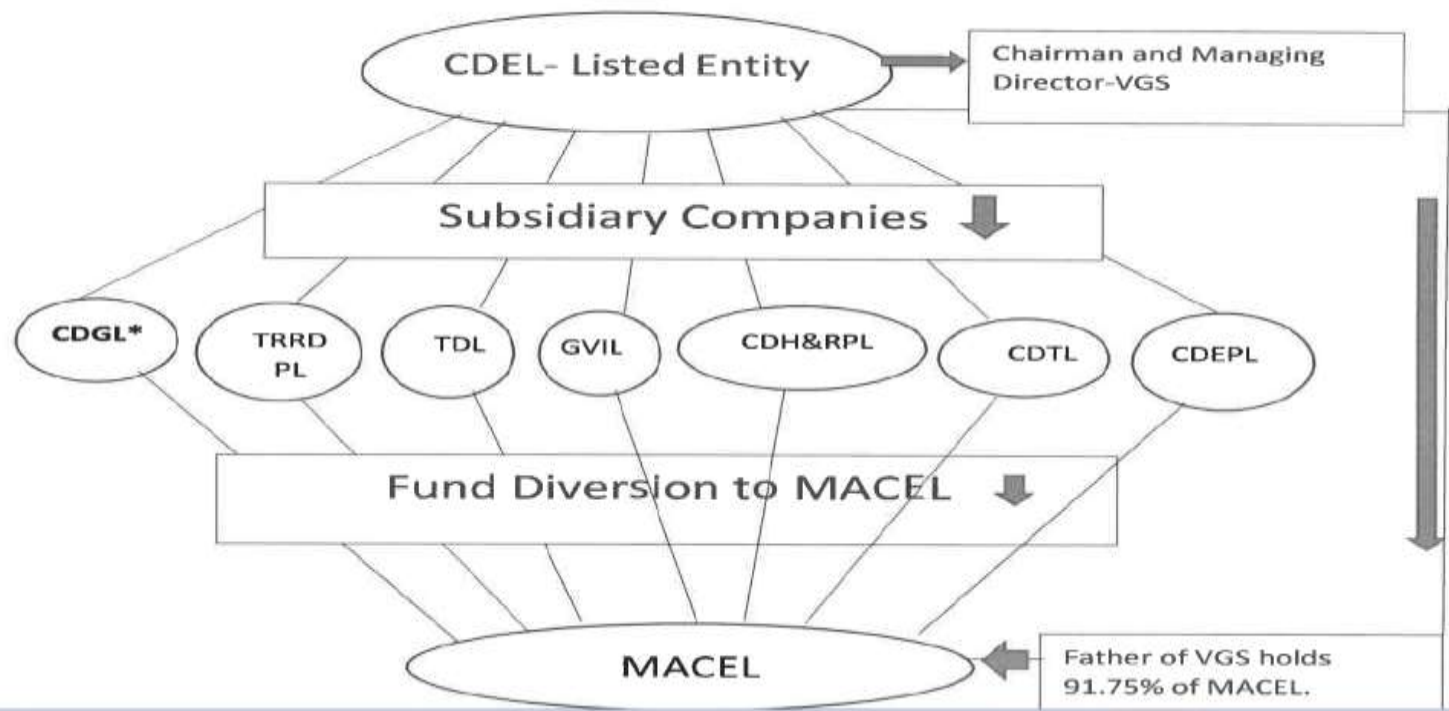 CDEL- Listed Entity
Chairman and Managing
Director-VGS
Subsidiary Companies
CDGL*
TRRD
PL
TDL
GVIL
CDH&RPL
CDTL
CDEPL
Fund Diversion to MACEL
MACEL
Father of VGS holds
91.75% of MACEL.